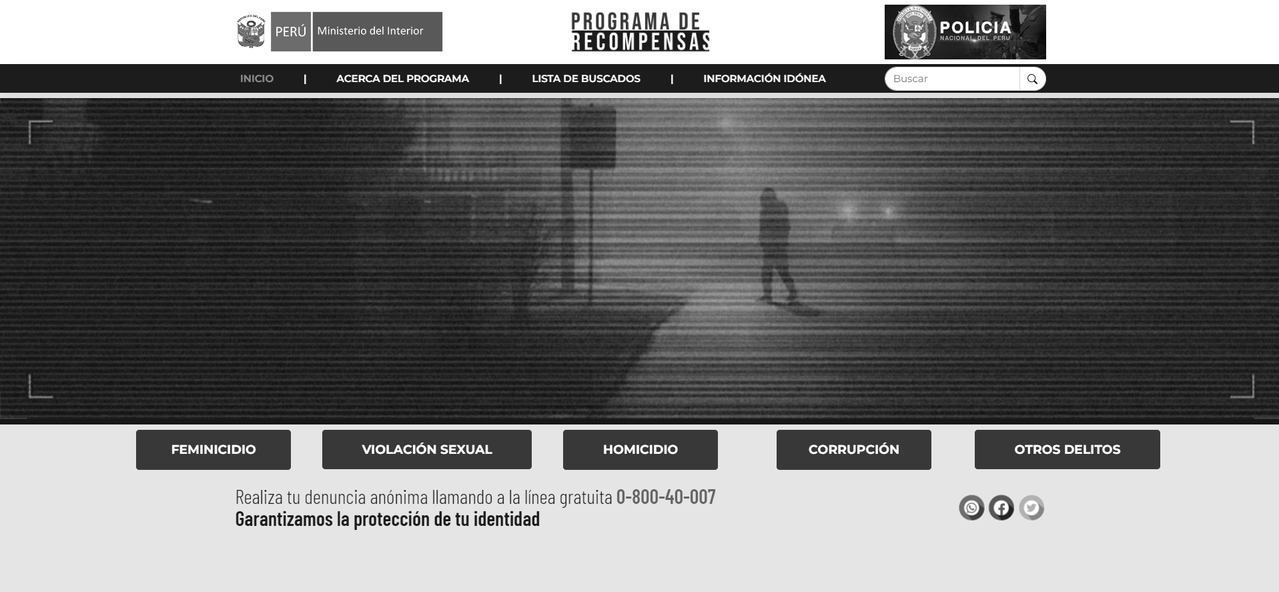 PERÚ
Ministerio del Interior
PROGRAMA DE
RECOMPENSAS
POLICIA
NACIONAL DEL PERÚ
INICIO | ACERCA DEL PROGRAMA | LISTA DE BUSCADOS | INFORMACIÓN IDÓNEA
Buscar
FEMINICIDIO
VIOLACIÓN SEXUAL
HOMICIDIO
CORRUPCIÓN
OTROS DELITOS
Realiza tu denuncia anónima llamando a la línea gratuita 0-800-40-007
Garantizamos la protección de tu identidad